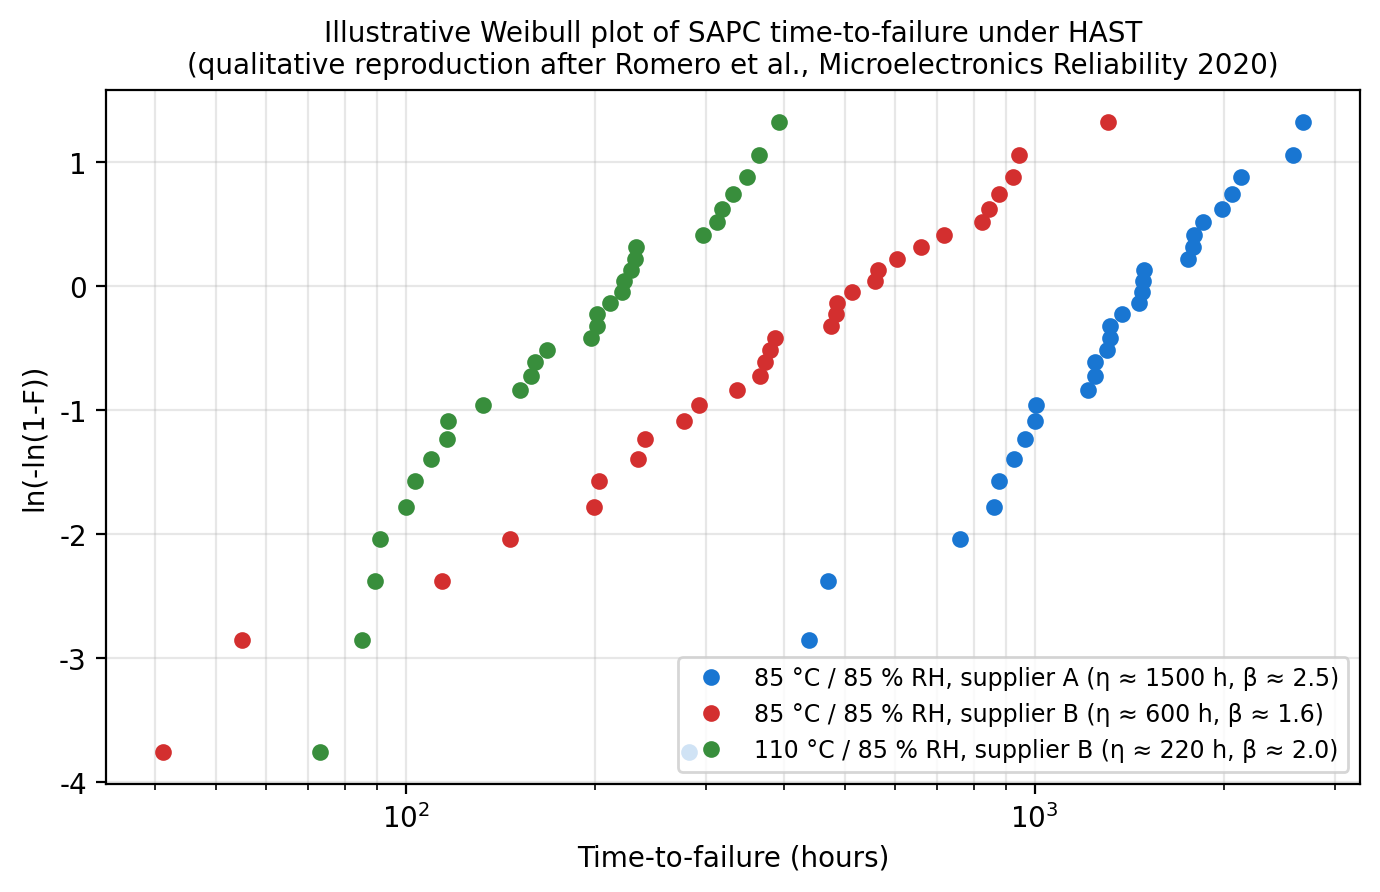 Illustrative Weibull plot of SAPC time-to-failure under HAST
(qualitative reproduction after Romero et al., Microelectronics Reliability 2020)
ln(-ln(1-F))
1
0
-1
-2
-3
-4
85 °C / 85 % RH, supplier A (η ≈ 1500 h, β ≈ 2.5)
85 °C / 85 % RH, supplier B (η ≈ 600 h, β ≈ 1.6)
110 °C / 85 % RH, supplier B (η ≈ 220 h, β ≈ 2.0)
10² 10³
Time-to-failure (hours)